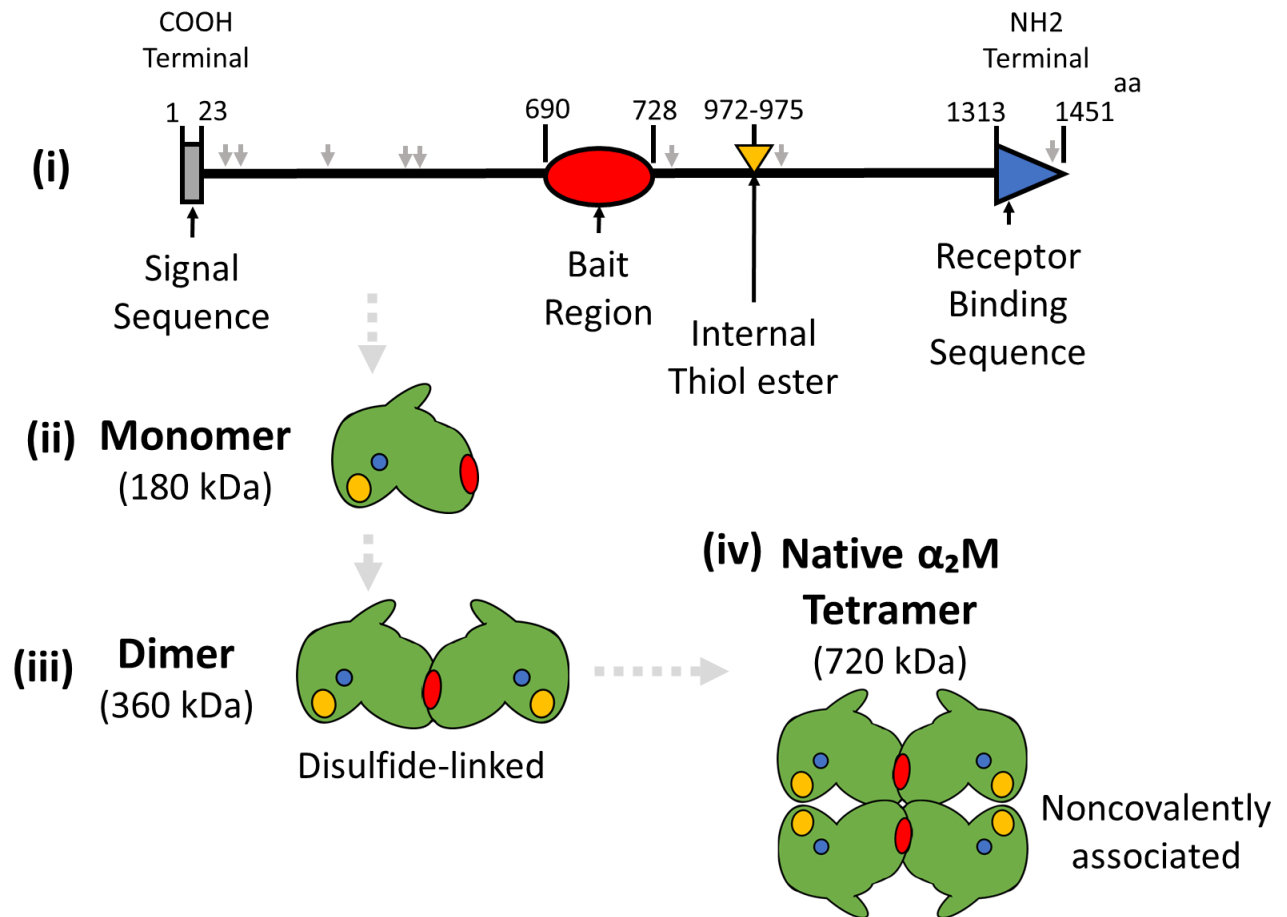 COOH
Terminal
NH2
Terminal
aa
1 23
690
728
972-975
1313
1451
(i)
Signal
Sequence
Bait
Region
Internal
Thiol ester
Receptor
Binding
Sequence
(ii) Monomer
(180 kDa)
(iii) Dimer
(360 kDa)
Disulfide-linked
(iv) Native α₂M
Tetramer
(720 kDa)
Noncovalently
associated